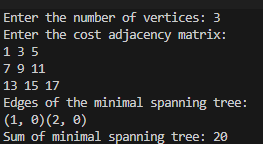 Enter the number of vertices: 3
Enter the cost adjacency matrix:
1 3 5
7 9 11
13 15 17
Edges of the minimal spanning tree:
(1, 0)(2, 0)
Sum of minimal spanning tree: 20